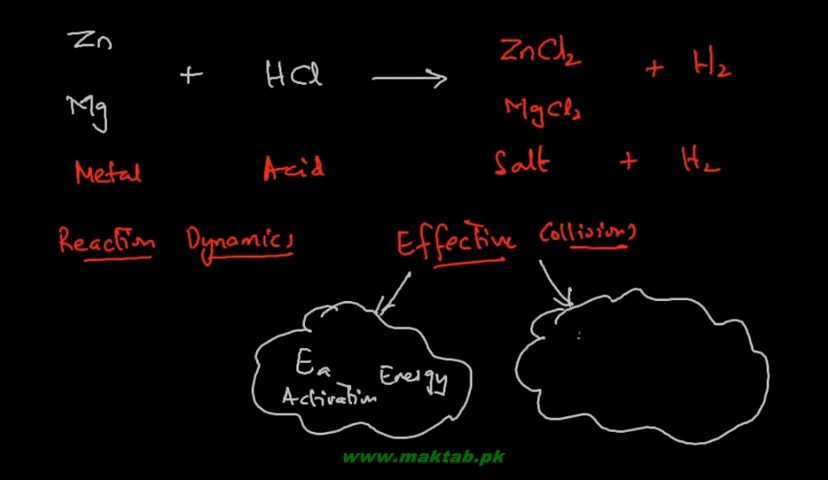 Zn
+ HCl → ZnCl₂ + H₂
Mg MgCl₂
Metal Acid Salt + H₂
Reaction Dynamics Effective Collisions
Ea
Activation Energy
www.maktab.pk